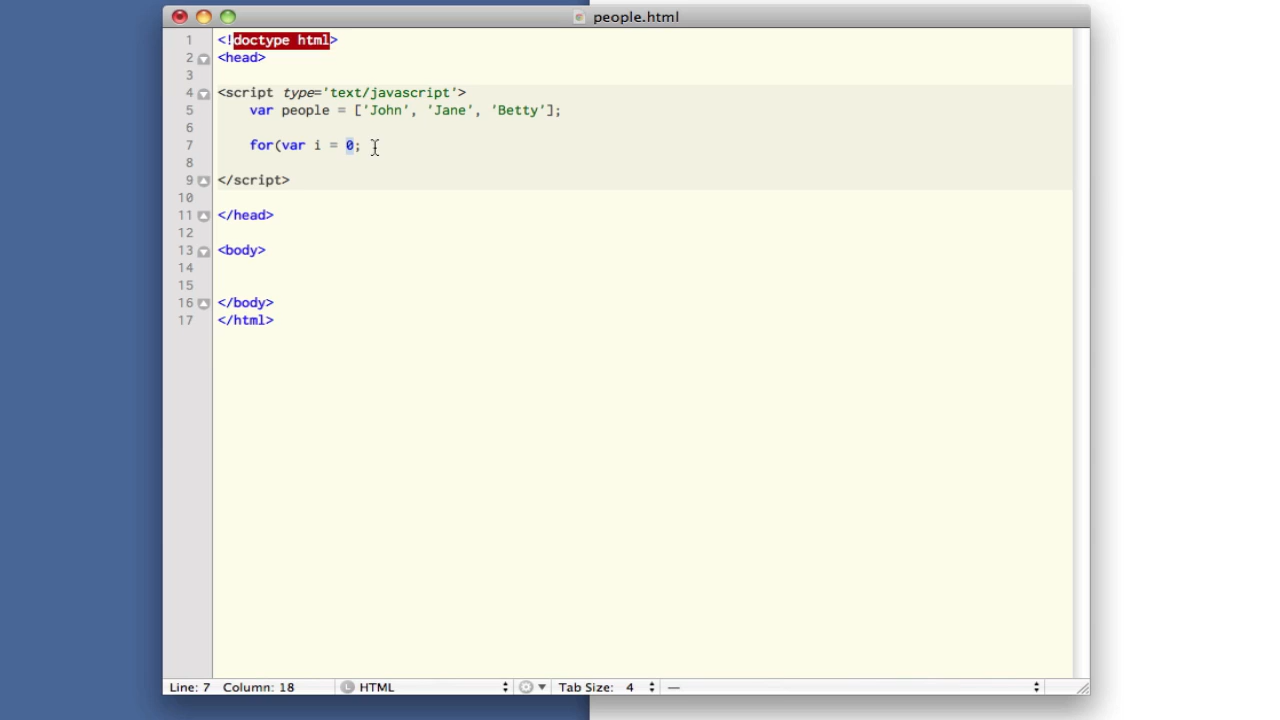 people.html
1 <!doctype html>
2 <head>
3
4 <script type='text/javascript'>
5 var people = ['John', 'Jane', 'Betty'];
6
7 for(var i = 0;
8
9 </script>
10
11 </head>
12
13 <body>
14
15
16 </body>
17 </html>
Line: 7 Column: 18 L HTML Tab Size: 4 —